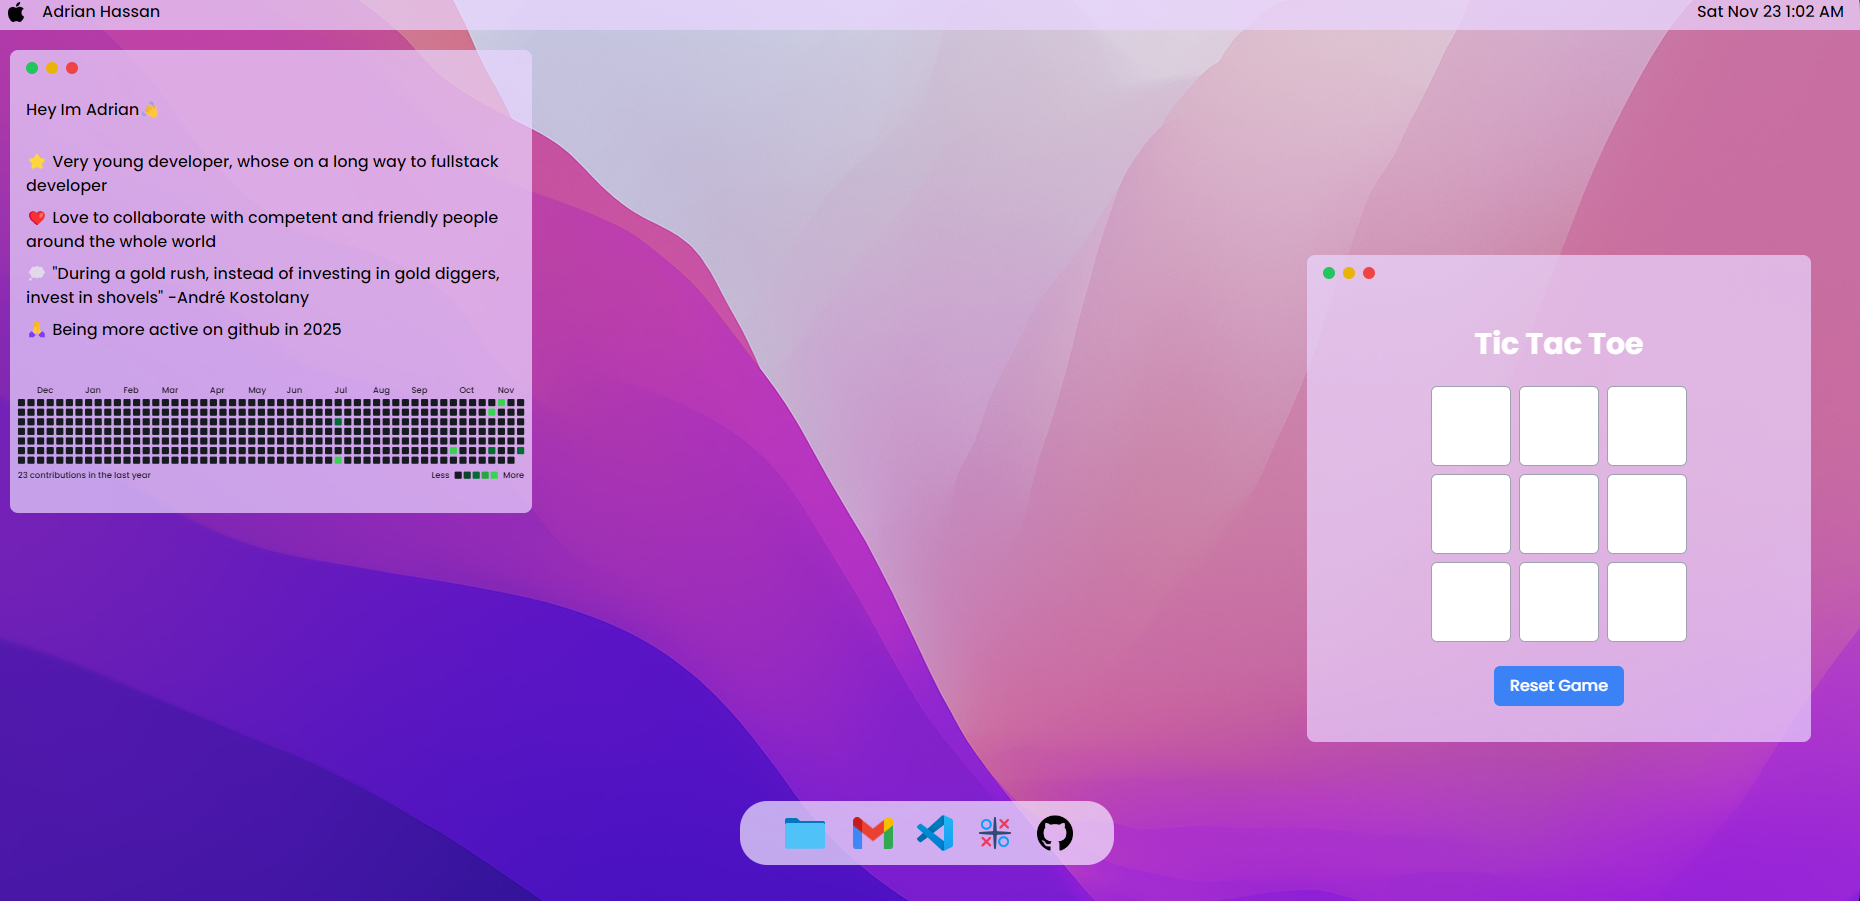 Adrian Hassan
Sat Nov 23 1:02 AM
Hey Im Adrian👋
⭐ Very young developer, whose on a long way to fullstack
developer
❤️ Love to collaborate with competent and friendly people
around the whole world
💭 "During a gold rush, instead of investing in gold diggers,
invest in shovels" -André Kostolany
🙏 Being more active on github in 2025
Dec Jan Feb Mar Apr May Jun Jul Aug Sep Oct Nov
23 contributions in the last year
Less More
Tic Tac Toe
Reset Game